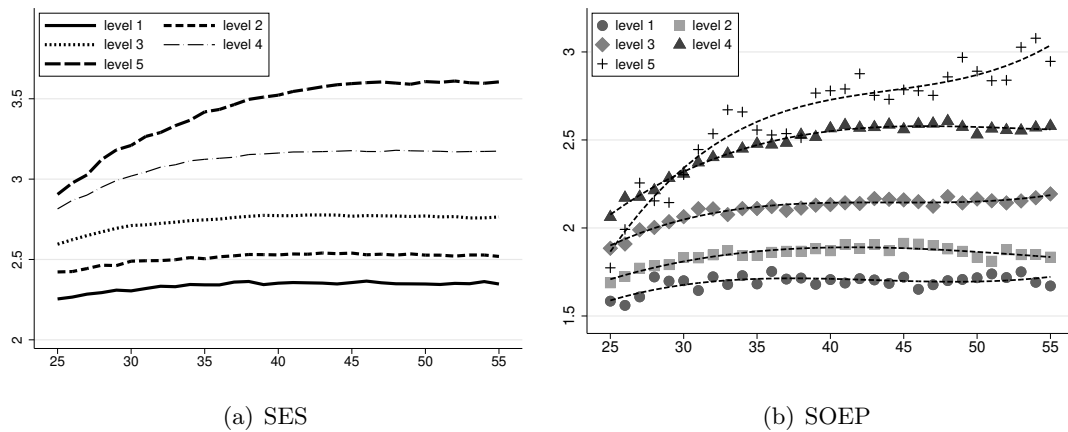 level 1 level 2
level 3 level 4
level 5
3.5
3
2.5
2
25 30 35 40 45 50 55
(a) SES
level 1 level 2
level 3 level 4
level 5
3
2.5
2
1.5
25 30 35 40 45 50 55
(b) SOEP